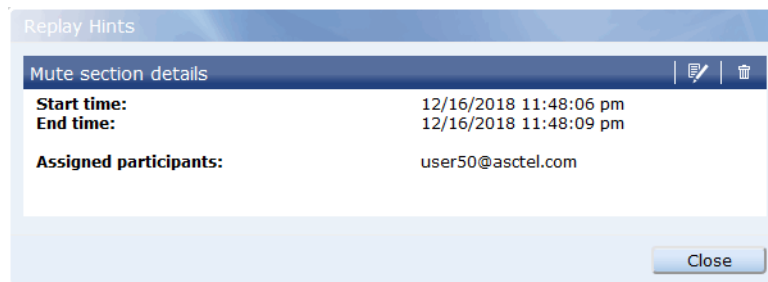 Replay Hints
Mute section details
Start time: 12/16/2018 11:48:06 pm
End time: 12/16/2018 11:48:09 pm
Assigned participants: user50@asctel.com
Close